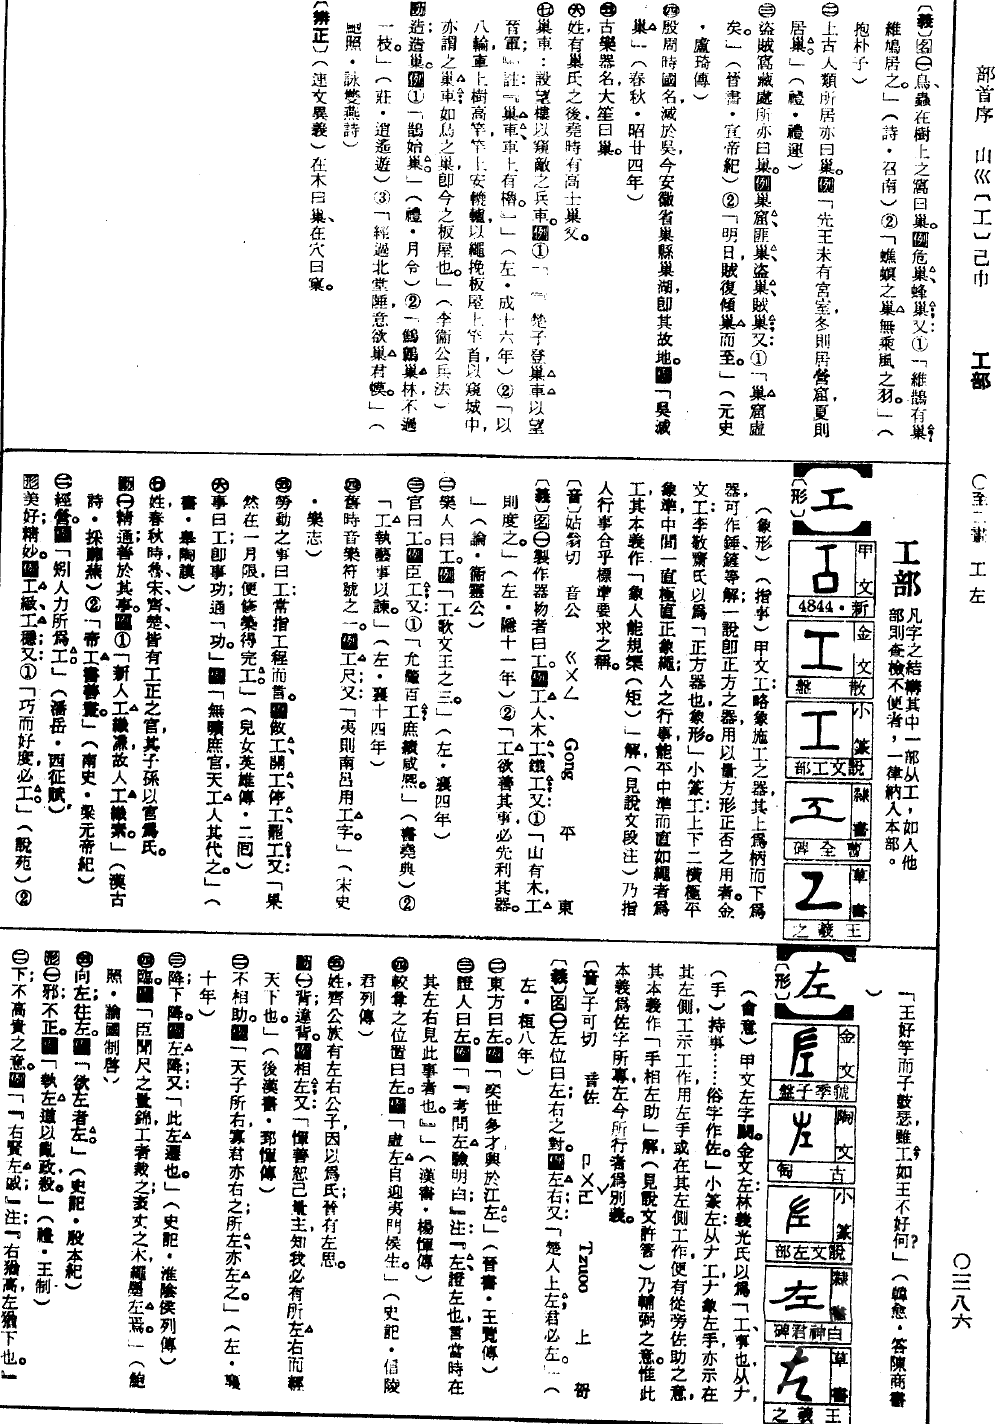 部首序　山巛〔工〕己巾　工部　工左　〇三八六
〔義〕図㊀鳥蟲在樹上之窩曰巢。例危巢、蜂巢；又①「維鵲有巢，
維鳩居之。」（詩・召南）②「之巢無乘風之羽。」（
抱朴子）
㊁上古人類所居亦曰巢。例「先王未有宮室，冬則居營窟，夏則
居巢」（禮・禮運）
㊂盜賊窩藏處所亦曰巢。例巢窟、匪巢、盜巢、賊巢；又①「巢窟虛
矣。」（晉書・宣帝紀）②「明日賊復傾巢而至。」（元史
・盧琦傳）
㊃殷周時國名，滅於吳，今安徽省巢縣巢湖，卽其故地。例「吳滅
巢」（春秋・昭廿四年）
㊄古樂器名，大笙曰巢。
㊅姓，有巢氏之後，堯時有高士巢父。
㊆巢車；設望樓以窺敵之兵車。例①「楚子登巢車以望
晉軍」註「巢車，車上有櫓。」（左・成十六年）②「以
八輪車，上樹高竿，竿上安轆轤，以繩挽板屋上竿首，以窺城中，
亦謂之巢車，如鳥之巢，卽今之板屋也。」（李衞公兵法）
動造巢。例①「鵲始巢」（禮・月令）②「鷦鷯巢林不過
一枝」（莊・逍遙遊）③「經過北堂陲，意欲巢君幙。」（
鮑照・詠雙燕詩）
〔辨正〕（連文異義）在木曰巢，在穴曰窠。
工部　凡字之結構其中一部从工，如入他
部則查檢不便者，一律納入本部。
【工】
〔形〕
甲文　新・4844
金文　散盤
小篆　說文工部
隸書　曹全碑
草書　王羲之
（象形）（指事）甲文工略象施工之器，其上爲柄而下爲
器，可作錘鏟等解，一說卽正方之器用以量方形正否之用者。金
文工，李敬齋氏以爲「正方器也，象形。」小篆工：上下二橫極平
象準，中間一直極直正象繩；人之行事能平中準而直如繩者爲
工，其本義作「象人能規榘（矩）」解（見說文段注）乃指
人行事合乎標準要求之稱。
〔音〕姑翁切　音公　ㄍㄨㄥ　Gong　平　東
〔義〕図㊀製作器物者曰工。例工人、木工、鐵工；又①「山有木，工
則度之」（左・隱十一年）②「工欲善其事，必先利其器。
」（論・衞靈公）
㊁樂人曰工。例「工歌文王之三」（左・襄四年）
㊂官曰工。例臣工；又①「允釐百工，庶績咸熙。」（書堯典）②
「工執藝事以諫。」（左・襄十四年）
㊃舊時音樂符號之一。例工尺；又「夷則南呂用工字。」（宋史
・樂志）
㊄勞動之事曰工，常指工程而言。例做工、開工、停工、罷工；又「果
然在一月限便修築得完工」（兒女英雄傳・二回）
㊅事曰工，卽事功，通「功」。例「無曠庶官，天工人其代之。」（
書・皋陶謨）
㊆姓，春秋時，魯、宋、齊、楚皆有工正之官，其子孫以官爲氏。
動㊀精通，善於其事。例①「新人工織縑，故人工織素。」（漢古
詩・採蘼蕪）②「帝工書善畫」（南史・梁元帝紀）
㊁經營。例「矧人力所爲工」（潘岳・西征賦）
形美好，精妙。例工緻、工穩；又①「巧而好度必工」（說苑）②
「王好竽而子鼓瑟，瑟雖工，如王不好何？」（韓愈・答陳商書
）
【左】
〔形〕
金文　虢季子盤
陶文　古匋
小篆　說文左部
隸書　白神君碑
草書　王羲之
（會意）甲文左字闕。金文左，林義光氏以爲「工，事也，从𠂇
（手）持事……俗字作佐。」小篆左：从𠂇工，𠂇象左手，亦示在
其左側，工示工作，用左手或在其左側工作，便有從旁佐助之意，
其本義作「手相左助」解（見說文許箸）乃輔弼之意，惟此
本義爲佐字所專，左今所行者爲別義。
〔音〕子可切　音佐　ㄗㄨㄛˇ　Tzuoo　上　哿
〔義〕図㊀左位曰左，右之對。例左右；又「楚人上左，君必左。」（
左・桓八年）
㊁東方曰左。例「奕世多才，興於江左」（晉書・王覽傳）
㊂證人曰左。例「『考問左驗明白』注『左，證左也，言當時在
其左右見此事者也。』」（漢書・楊惲傳）
㊃較尊之位置曰左。例「虛左自迎夷門侯生。」（史記・信陵
君列傳）
㊄姓，齊公族有左右公子，因以爲氏，晉有左思。
動㊀背違，背。例相左；又「惲善恕己量主，知我必有所左右而輕
天下也」（後漢書・郅惲傳）
㊁不相助。例「天子所右，寡君亦右之；所左，亦左之。」（左・襄
十年）
㊂降下，降。例左降；又「此左遷也。」（史記・淮陰侯列傳）
㊃臨。例「臣聞尺之量錦，工者裁之；袤丈之木，繩墨左焉。」（鮑
照・論國制啓）
㊄向左，往左。例「欲左者左」（史記・殷本紀）
形㊀邪，不正。例「執左道以亂政，殺」（禮・王制）
㊁下，不高貴之意。例「『右賢左戚』注『右猶高，左猶下也。』